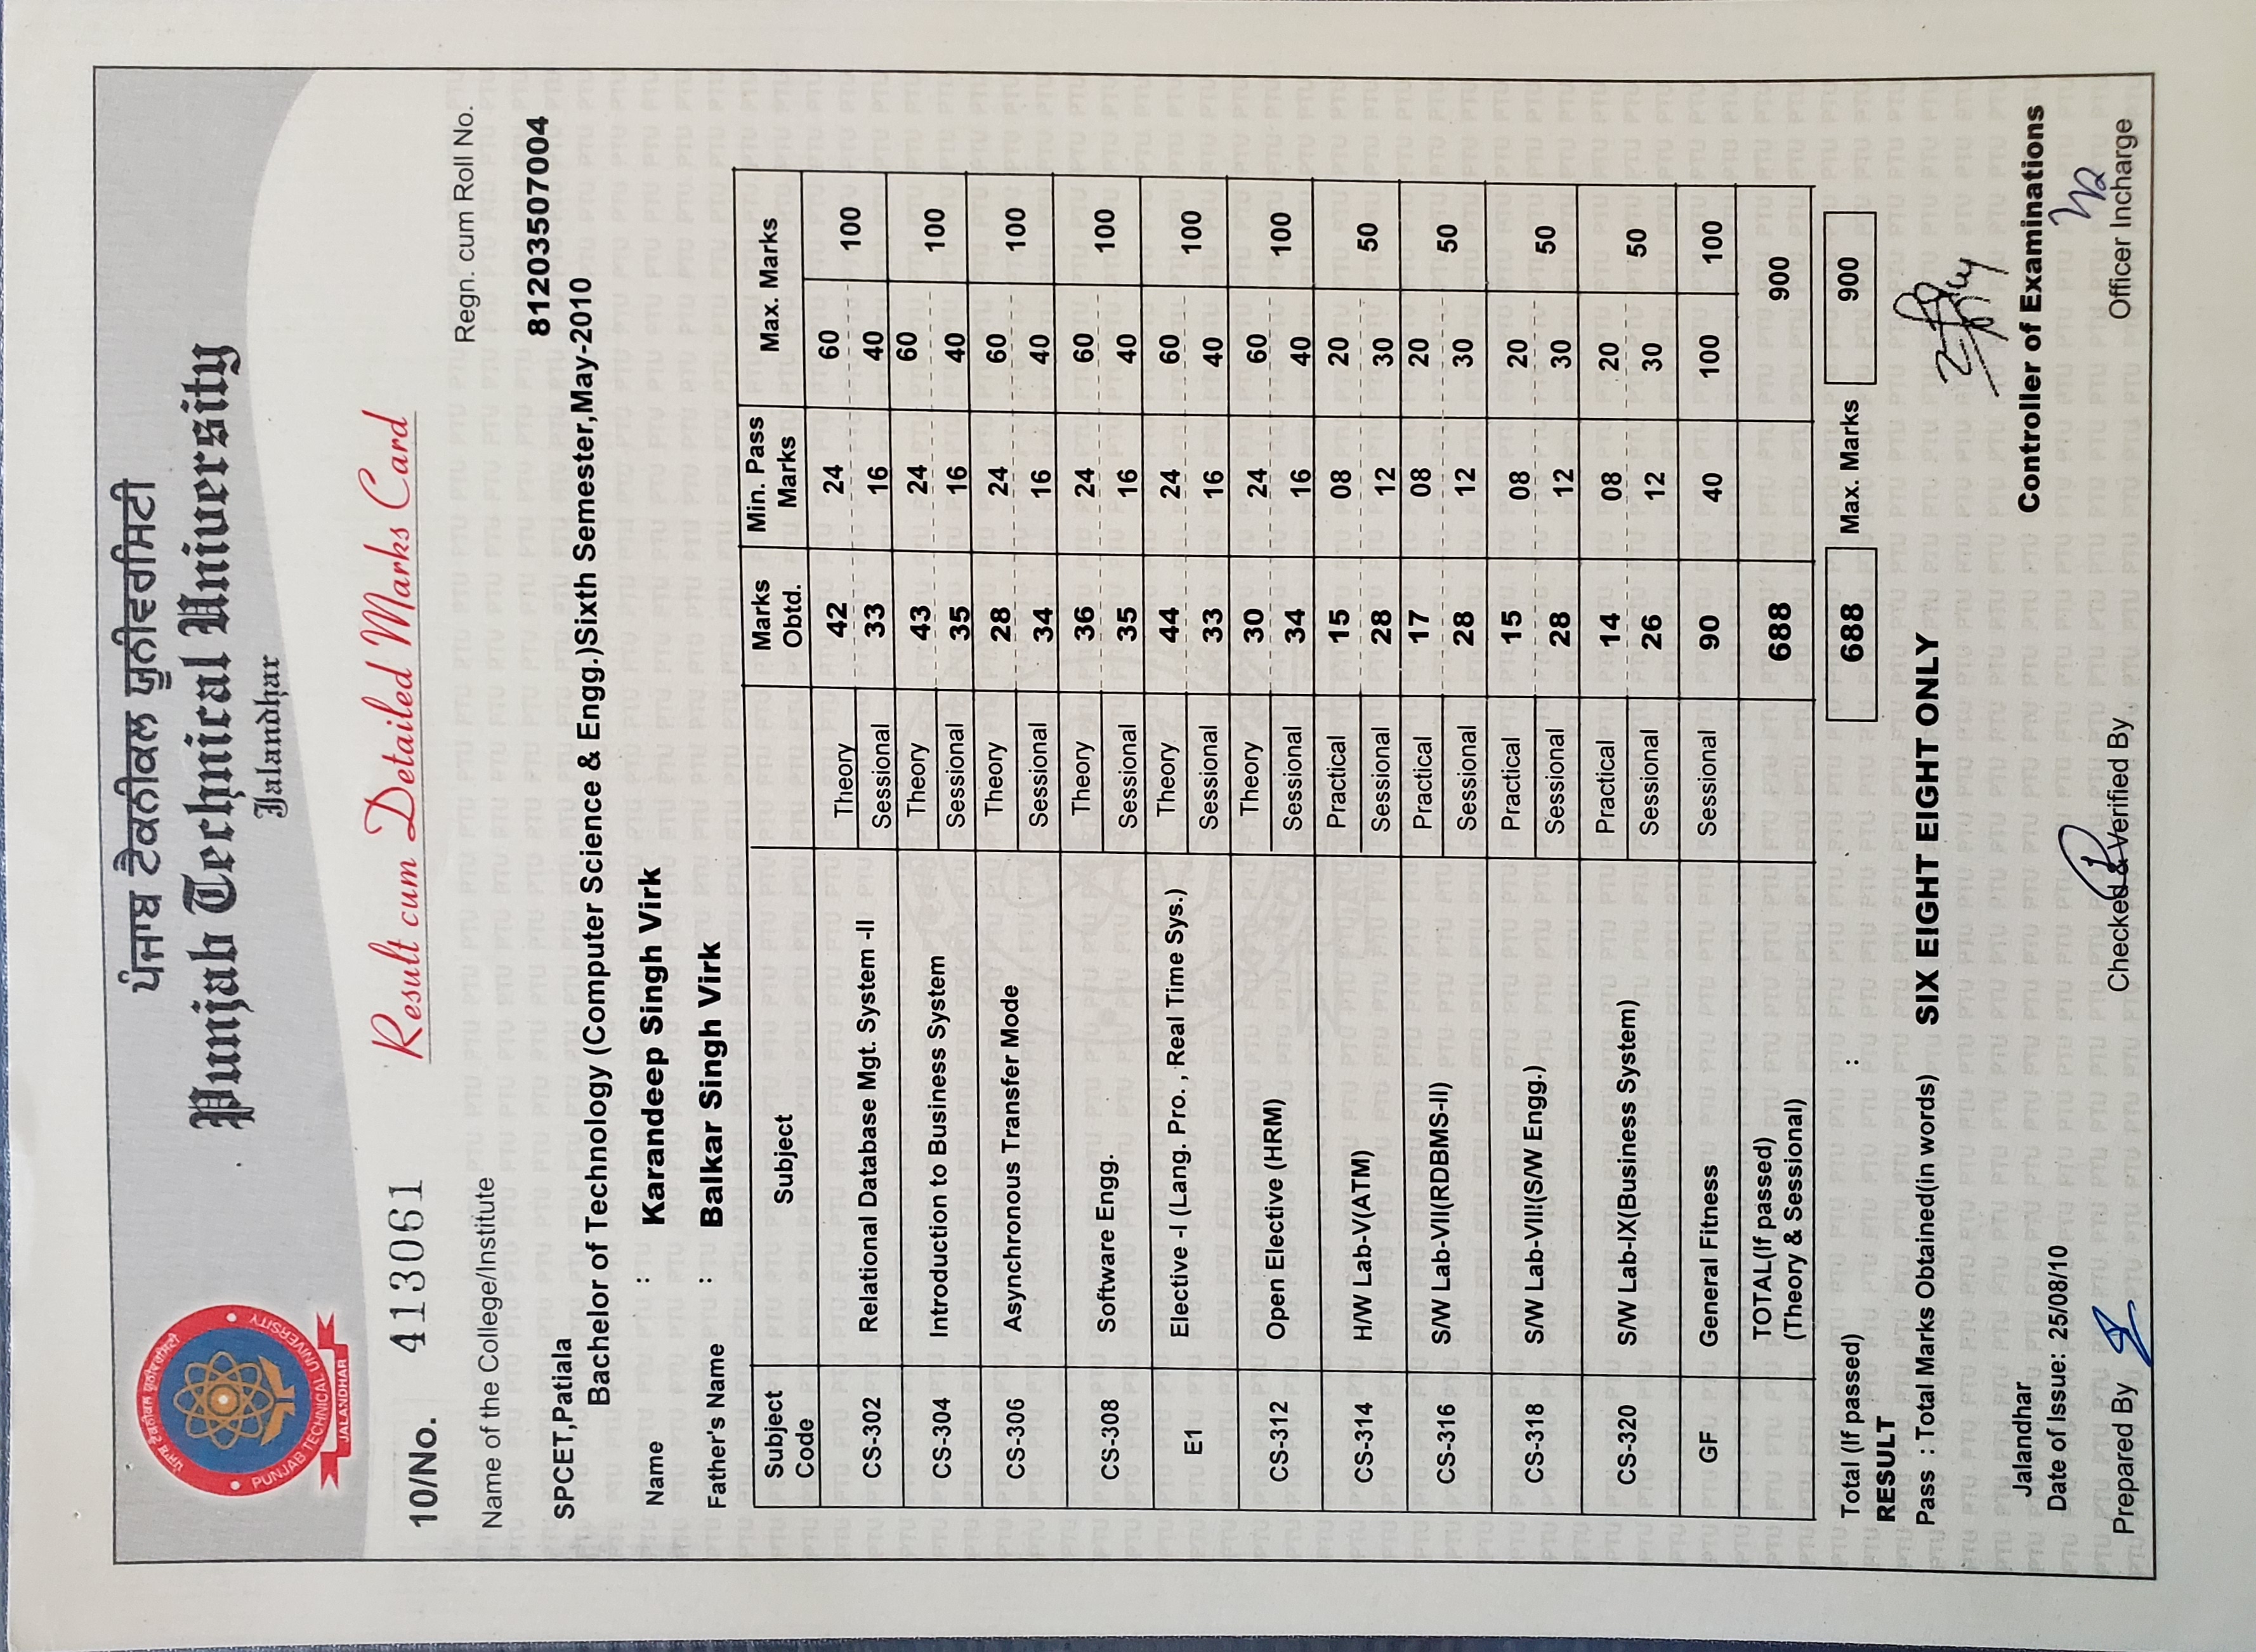 ਪੰਜਾਬ ਟੈਕਨੀਕਲ ਯੂਨੀਵਰਸਿਟੀ
Punjab Technical University
Jalandhar
ਪੰਜਾਬ ਟੈਕਨੀਕਲ ਯੂਨੀਵਰਸਿਟੀ
PUNJAB TECHNICAL UNIVERSITY
JALANDHAR
10/No. 413061
Result cum Detailed Marks Card
Name of the College/Institute
Regn. cum Roll No.
SPCET,Patiala
81203507004
Bachelor of Technology (Computer Science & Engg.)Sixth Semester,May-2010
Name : Karandeep Singh Virk
Father's Name : Balkar Singh Virk
Subject Code Subject Marks Obtd. Min. Pass Marks Max. Marks
CS-302 Relational Database Mgt. System -II Theory 42 24 60 100
Sessional 33 16 40
CS-304 Introduction to Business System Theory 43 24 60 100
Sessional 35 16 40
CS-306 Asynchronous Transfer Mode Theory 28 24 60 100
Sessional 34 16 40
CS-308 Software Engg. Theory 36 24 60 100
Sessional 35 16 40
E1 Elective -I (Lang. Pro. , Real Time Sys.) Theory 44 24 60 100
Sessional 33 16 40
CS-312 Open Elective (HRM) Theory 30 24 60 100
Sessional 34 16 40
CS-314 H/W Lab-V(ATM) Practical 15 08 20 50
Sessional 28 12 30
CS-316 S/W Lab-VII(RDBMS-II) Practical 17 08 20 50
Sessional 28 12 30
CS-318 S/W Lab-VIII(S/W Engg.) Practical 15 08 20 50
Sessional 28 12 30
CS-320 S/W Lab-IX(Business System) Practical 14 08 20 50
Sessional 26 12 30
GF General Fitness Sessional 90 40 100 100
TOTAL(If passed)
(Theory & Sessional) 688 900
Total (If passed) : 688 Max. Marks 900
RESULT
Pass : Total Marks Obtained(in words) SIX EIGHT EIGHT ONLY
Jalandhar
Controller of Examinations
Date of Issue: 25/08/10
Prepared By Checked & Verified By Officer Incharge